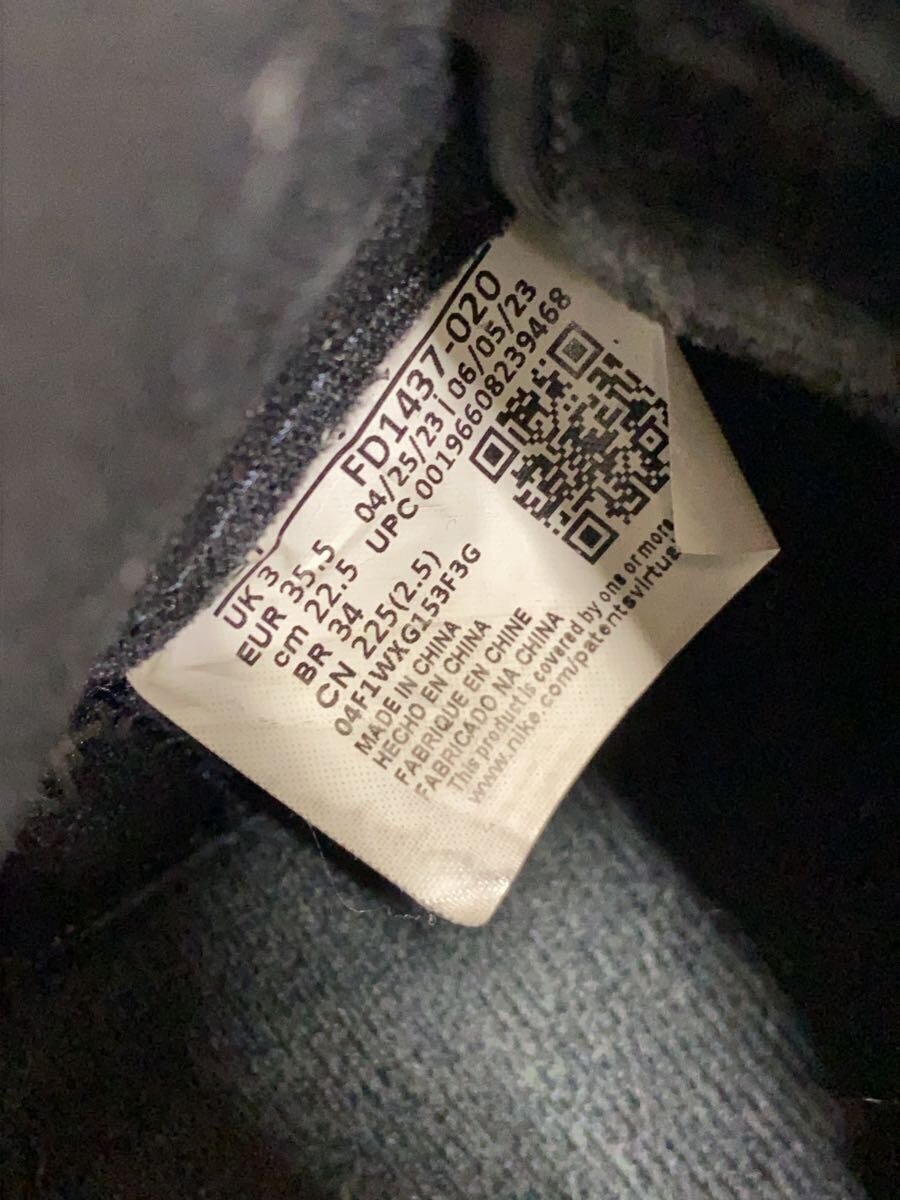 FD1437-020
04/25/23 | 06/05/23
UPC 00196608239468
UK 3
EUR 35.5
cm 22.5
BR 34
CN 225(2.5)
04F1WXG153F3G
MADE IN CHINA
HECHO EN CHINA
FABRIQUE EN CHINE
FABRICADO NA CHINA
This product is covered by one or more
www.nike.com/patentsvirtua